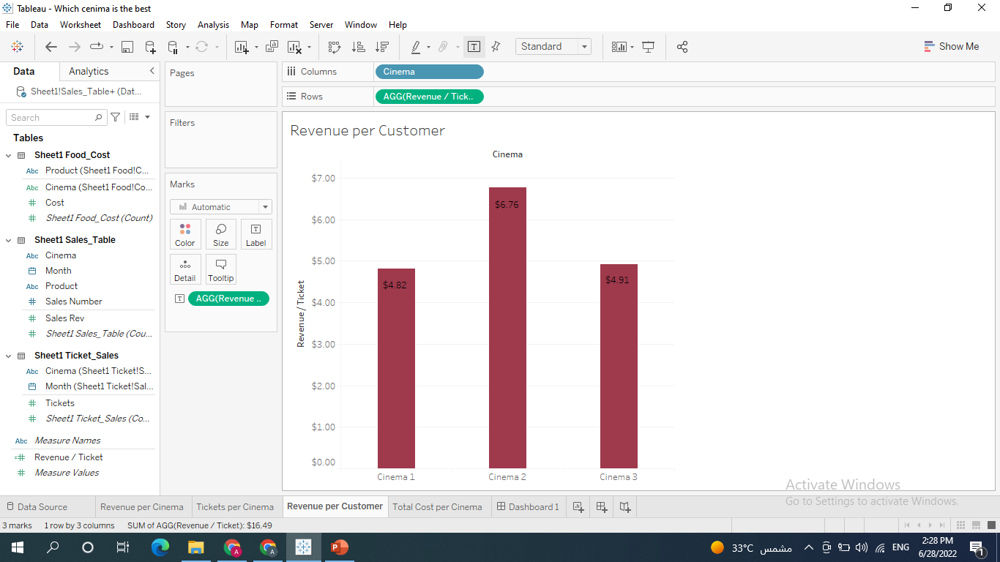 Tableau - Which cenima is the best
File Data Worksheet Dashboard Story Analysis Map Format Server Window Help
Standard
Show Me
Data Analytics
Sheet1!Sales_Table+ (Dat...
Search
Tables
Sheet1 Food_Cost
Abc Product (Sheet1 Food!C...
Abc Cinema (Sheet1 Food!Co...
# Cost
# Sheet1 Food_Cost (Count)
Sheet1 Sales_Table
Abc Cinema
Month
Abc Product
# Sales Number
# Sales Rev
# Sheet1 Sales_Table (Cou...
Sheet1 Ticket_Sales
Abc Cinema (Sheet1 Ticket!S...
Month (Sheet1 Ticket!Sal...
# Tickets
# Sheet1 Ticket_Sales (Co...
Abc Measure Names
=# Revenue / Ticket
# Measure Values
Pages
Filters
Marks
Automatic
Color Size Label
Detail Tooltip
T AGG(Revenue ..
Columns Cinema
Rows AGG(Revenue / Tick..
Revenue per Customer
Cinema
Revenue / Ticket
$7.00
$6.00
$5.00
$4.00
$3.00
$2.00
$1.00
$0.00
$4.82
$6.76
$4.91
Cinema 1 Cinema 2 Cinema 3
Activate Windows
Go to Settings to activate Windows.
Data Source Revenue per Cinema Tickets per Cinema Revenue per Customer Total Cost per Cinema Dashboard 1
3 marks 1 row by 3 columns SUM of AGG(Revenue / Ticket): $16.49
33°C مشمس ENG
2:28 PM
6/28/2022
1